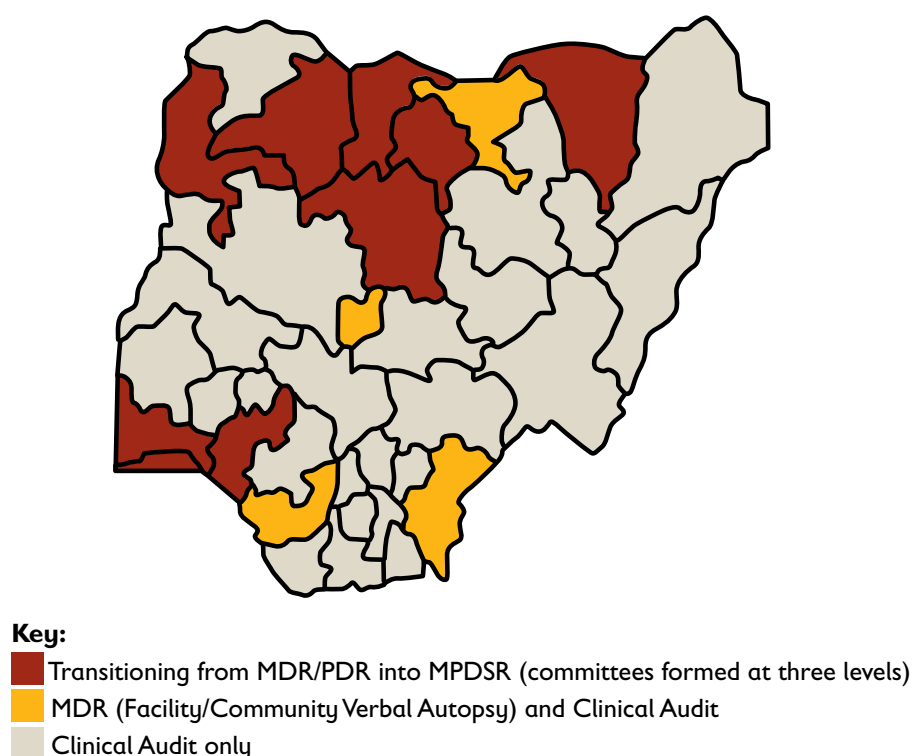 Key:
Transitioning from MDR/PDR into MPDSR (committees formed at three levels)
MDR (Facility/Community Verbal Autopsy) and Clinical Audit
Clinical Audit only